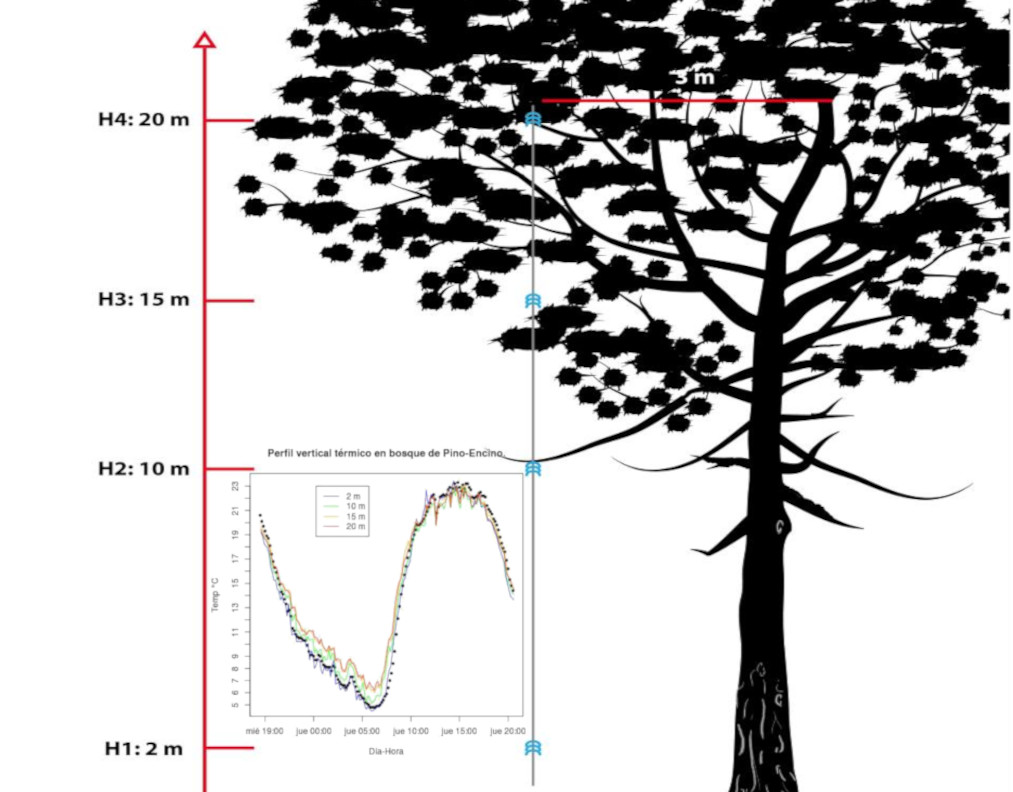 3 m
H4: 20 m
H3: 15 m
H2: 10 m
H1: 2 m
Perfil vertical térmico en bosque de Pino-Encino.
2 m
10 m
15 m
20 m
Temp °C
23
21
19
17
15
13
11
9
8
7
6
5
mié 19:00 jue 00:00 jue 05:00 jue 10:00 jue 15:00 jue 20:00
Día-Hora